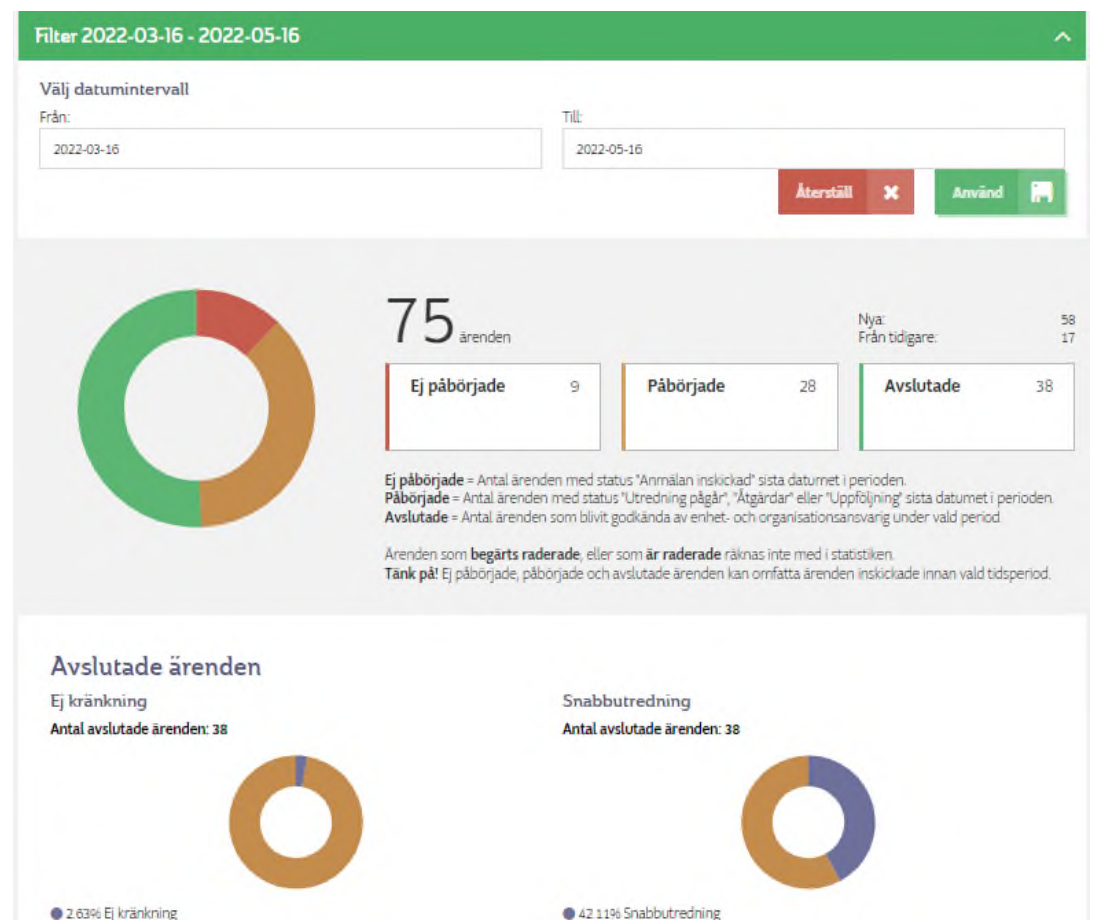 Filter 2022-03-16 - 2022-05-16
Välj datumintervall
Från:
Till:
2022-03-16
2022-05-16
Återställ
Använd
75 ärenden
Nya: 58
Från tidigare: 17
Ej påbörjade 9
Påbörjade 28
Avslutade 38
Ej påbörjade = Antal ärenden med status "Anmälan inskickad" sista datumet i perioden.
Påbörjade = Antal ärenden med status "Utredning pågår", "Åtgärdar" eller "Uppföljning" sista datumet i perioden.
Avslutade = Antal ärenden som blivit godkända av enhet- och organisationsansvarig under vald period
Ärenden som begärts raderade, eller som är raderade räknas inte med i statistiken.
Tänk på! Ej påbörjade, påbörjade och avslutade ärenden kan omfatta ärenden inskickade innan vald tidsperiod.
Avslutade ärenden
Ej kränkning
Antal avslutade ärenden: 38
2.63% Ej kränkning
Snabbutredning
Antal avslutade ärenden: 38
42.11% Snabbutredning